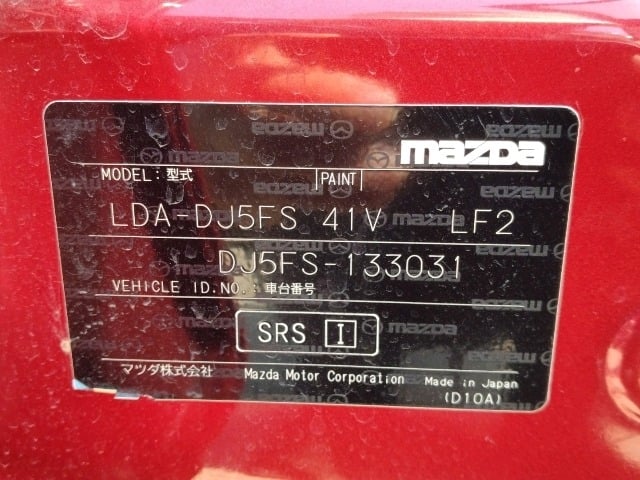 mazda
MODEL: 型式 PAINT
LDA-DJ5FS 41V LF2
DJ5FS-133031
VEHICLE ID.NO.: 車台番号
SRS I
マツダ株式会社 Mazda Motor Corporation Made in Japan
(D10A)